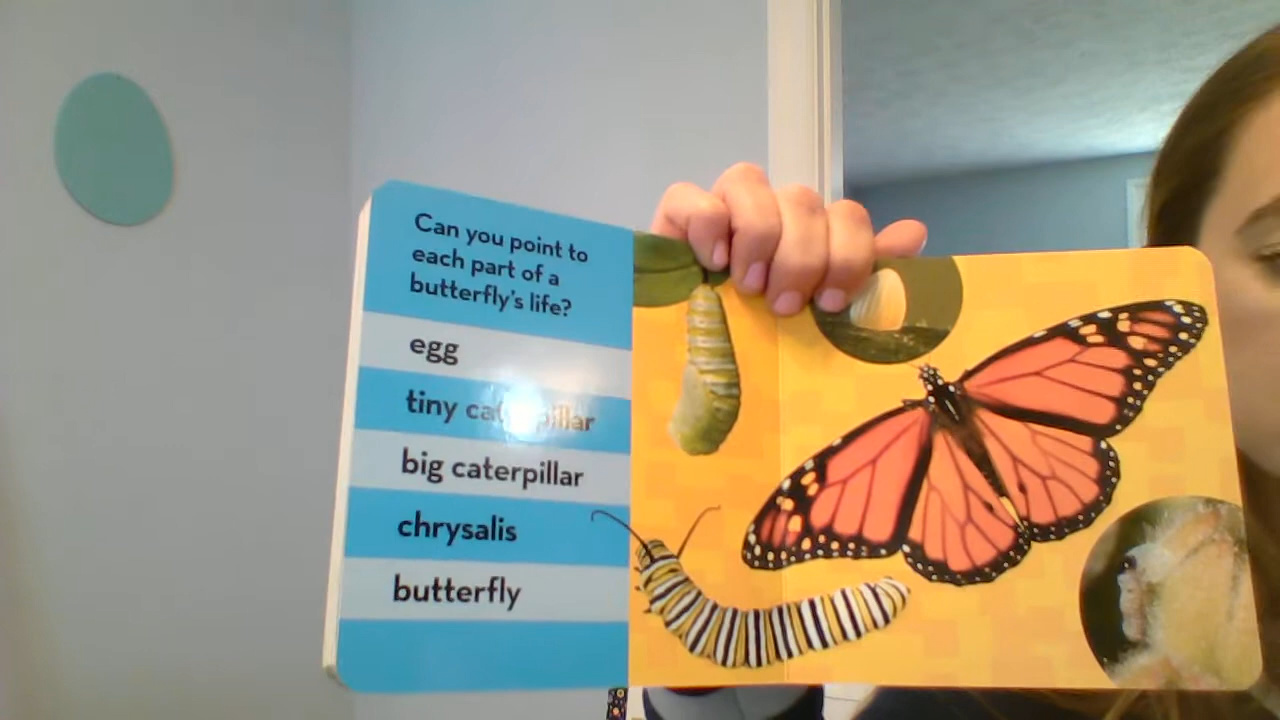 Can you point to
each part of a
butterfly's life?
egg
tiny caterpillar
big caterpillar
chrysalis
butterfly